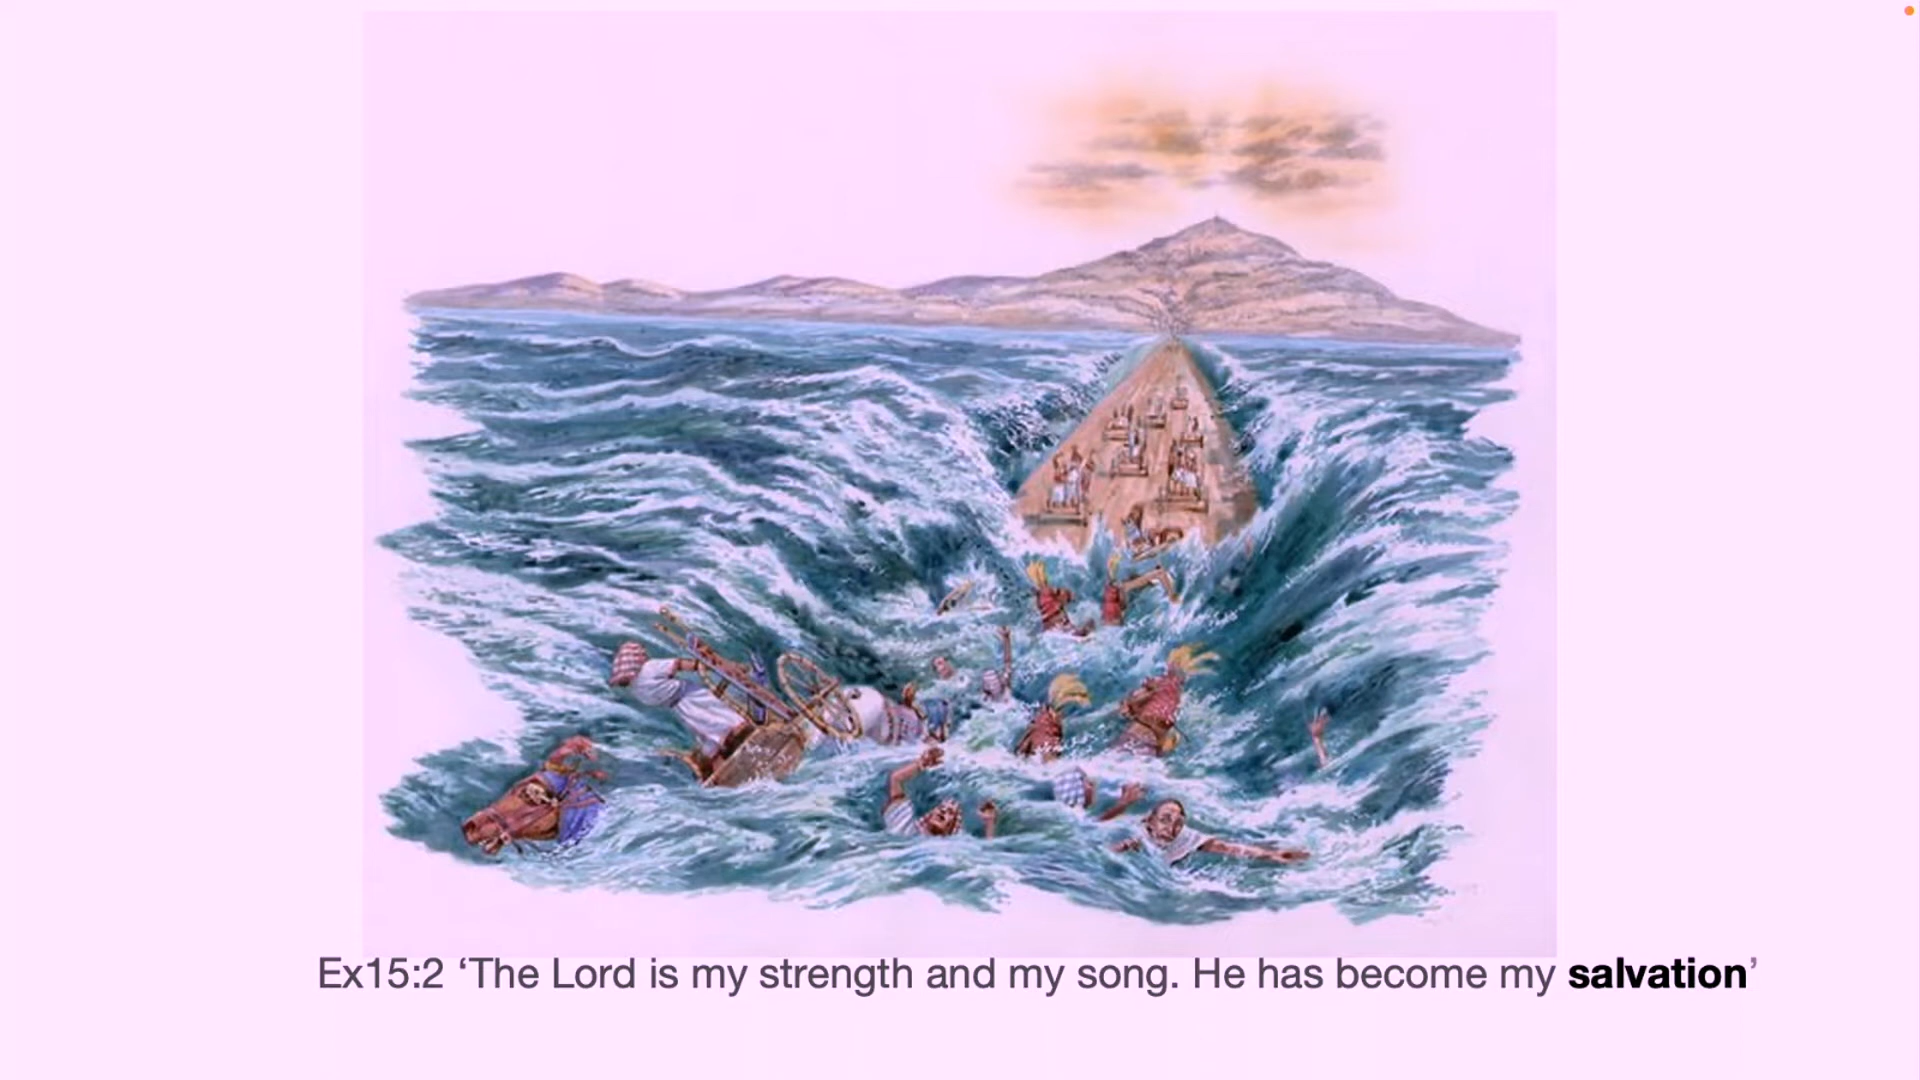 Ex15:2 ‘The Lord is my strength and my song. He has become my salvation’